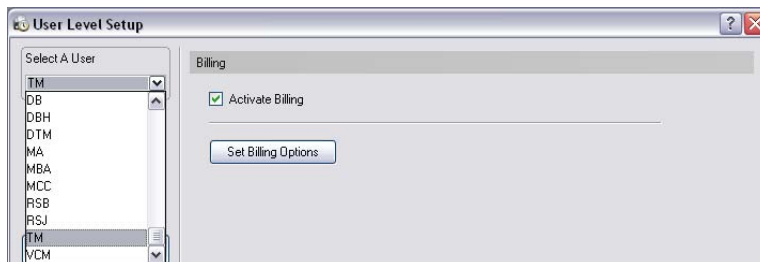 User Level Setup
Select A User
TM
DB
DBH
DTM
MA
MBA
MCC
RSB
RSJ
TM
VCM
Billing
Activate Billing
Set Billing Options